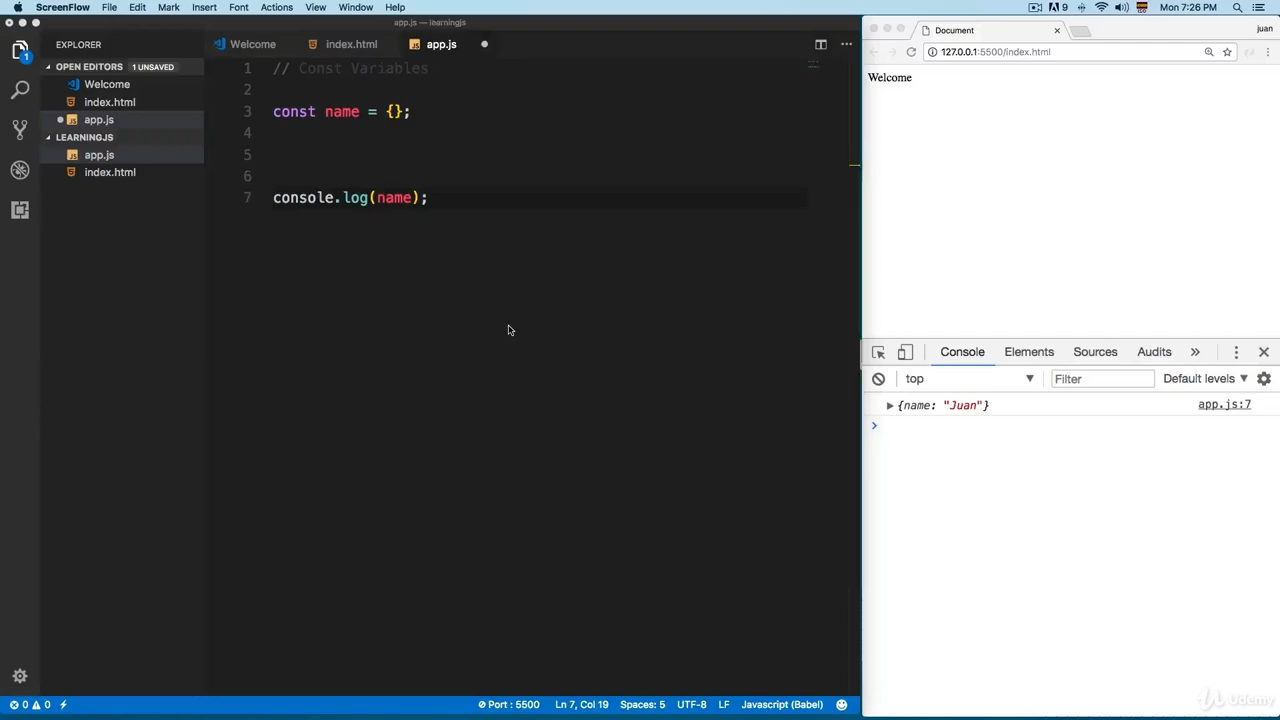 ScreenFlow File Edit Mark Insert Font Actions View Window Help
9 Mon 7:26 PM
app.js — learningjs
EXPLORER
OPEN EDITORS 1 UNSAVED
Welcome
index.html
app.js
LEARNINGJS
app.js
index.html
1
Welcome index.html app.js
1 // Const Variables
2
3 const name = {};
4
5
6
7 console.log(name);
0 0
Port : 5500 Ln 7, Col 19 Spaces: 5 UTF-8 LF Javascript (Babel)
Document juan
127.0.0.1:5500/index.html
Welcome
Console Elements Sources Audits
top Filter Default levels
{name: "Juan"} app.js:7
Udemy